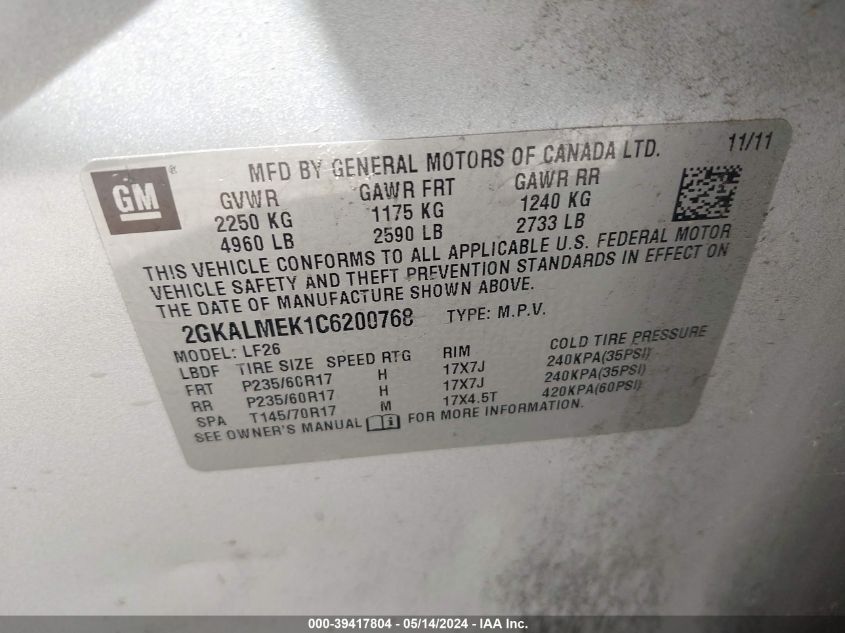 GM ®
MFD BY GENERAL MOTORS OF CANADA LTD. 11/11
GVWR GAWR FRT GAWR RR
2250 KG 1175 KG 1240 KG
4960 LB 2590 LB 2733 LB
THIS VEHICLE CONFORMS TO ALL APPLICABLE U.S. FEDERAL MOTOR
VEHICLE SAFETY AND THEFT PREVENTION STANDARDS IN EFFECT ON
THE DATE OF MANUFACTURE SHOWN ABOVE.
2GKALMEK1C6200768 TYPE: M.P.V.
MODEL: LF26
LBDF TIRE SIZE SPEED RTG RIM COLD TIRE PRESSURE
FRT P235/60R17 H 17X7J 240KPA(35PSI)
RR P235/60R17 H 17X7J 240KPA(35PSI)
SPA T145/70R17 M 17X4.5T 420KPA(60PSI)
SEE OWNER'S MANUAL FOR MORE INFORMATION.
000-39417804 - 05/14/2024 - IAA Inc.